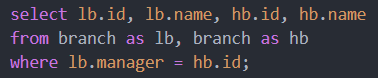 select lb.id, lb.name, hb.id, hb.name
from branch as lb, branch as hb
where lb.manager = hb.id;